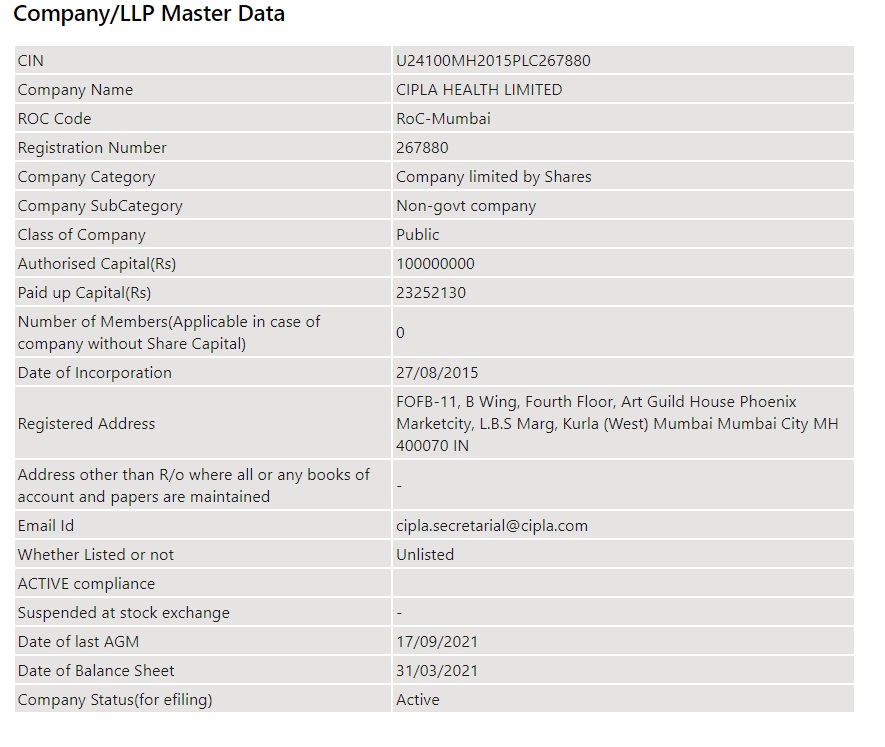 Company/LLP Master Data
CIN U24100MH2015PLC267880
Company Name CIPLA HEALTH LIMITED
ROC Code RoC-Mumbai
Registration Number 267880
Company Category Company limited by Shares
Company SubCategory Non-govt company
Class of Company Public
Authorised Capital(Rs) 100000000
Paid up Capital(Rs) 23252130
Number of Members(Applicable in case of
company without Share Capital) 0
Date of Incorporation 27/08/2015
Registered Address FOFB-11, B Wing, Fourth Floor, Art Guild House Phoenix
Marketcity, L.B.S Marg, Kurla (West) Mumbai Mumbai City MH
400070 IN
Address other than R/o where all or any books of
account and papers are maintained -
Email Id cipla.secretarial@cipla.com
Whether Listed or not Unlisted
ACTIVE compliance
Suspended at stock exchange -
Date of last AGM 17/09/2021
Date of Balance Sheet 31/03/2021
Company Status(for efiling) Active